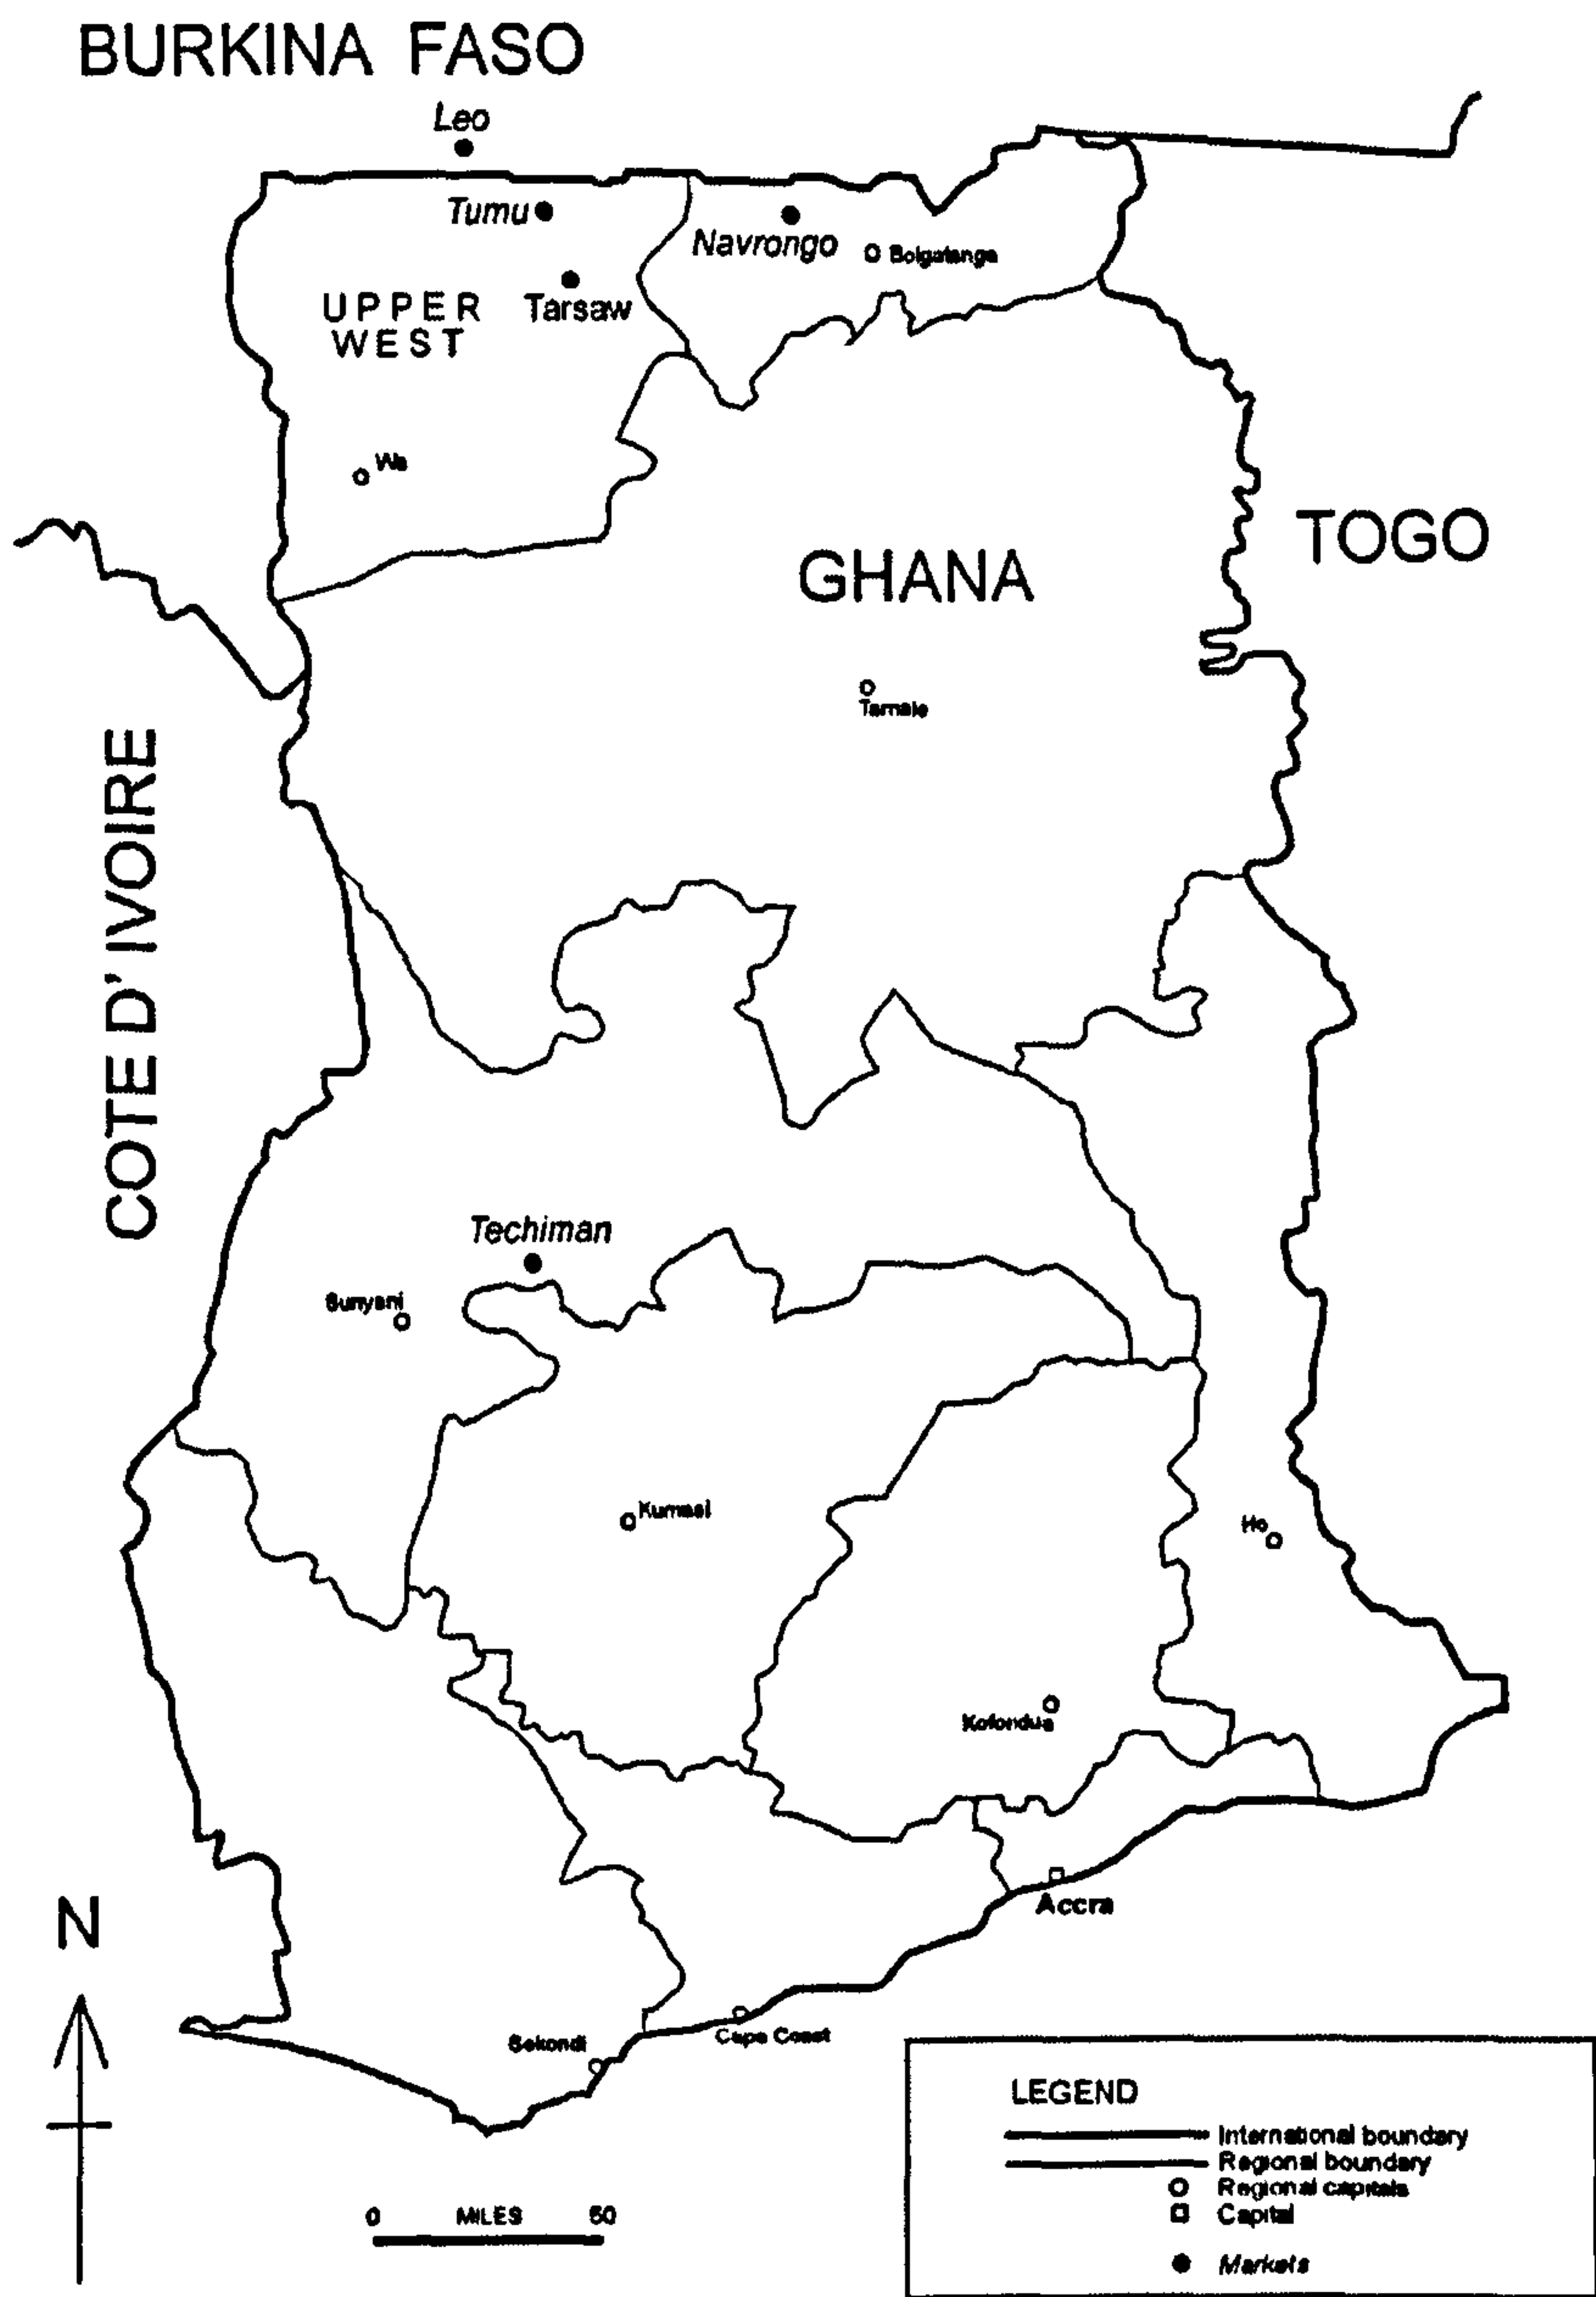 BURKINA FASO
Leo
Tumu
Navrongo
Bolgatanga
UPPER
WEST
Tarsaw
Wa
TOGO
GHANA
Tamale
COTE D' IVOIRE
Techiman
Sunyani
Kumasi
Ho
Kofondua
Accra
N
Cape Coast
Sekondi
LEGEND
International boundary
Regional boundary
Regional capitals
Capital
Markets
0 MILES 50